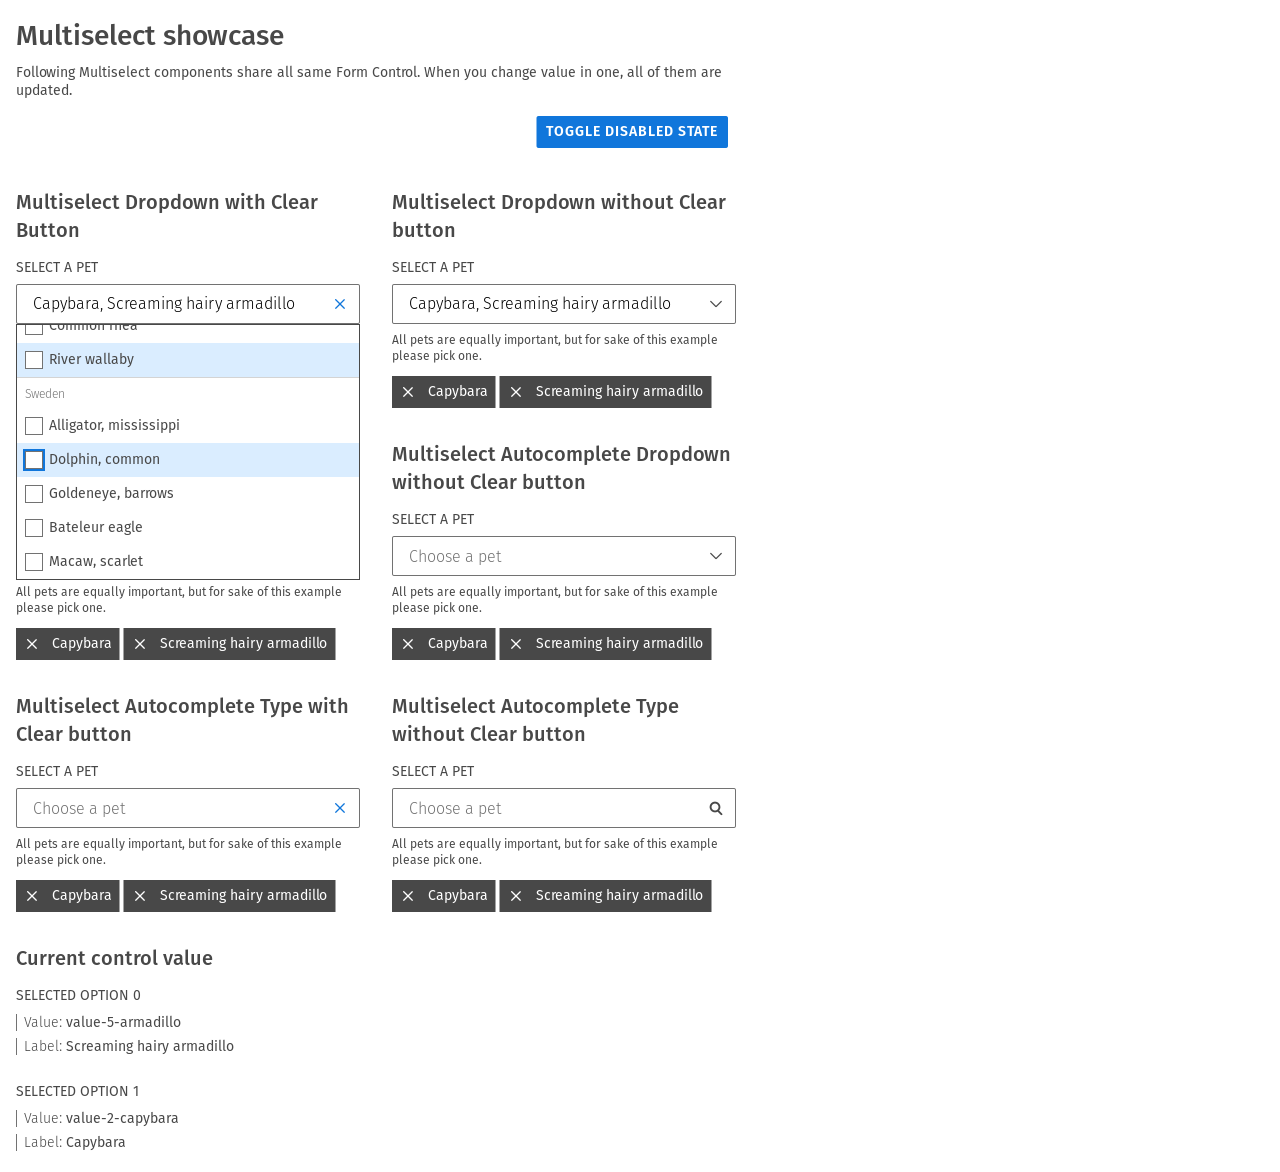 Multiselect showcase
Following Multiselect components share all same Form Control. When you change value in one, all of them are
updated.
TOGGLE DISABLED STATE
Multiselect Dropdown with Clear
Button
SELECT A PET
Capybara, Screaming hairy armadillo
Common rhea
River wallaby
Sweden
Alligator, mississippi
Dolphin, common
Goldeneye, barrows
Bateleur eagle
Macaw, scarlet
All pets are equally important, but for sake of this example
please pick one.
Capybara
Screaming hairy armadillo
Multiselect Dropdown without Clear
button
SELECT A PET
Capybara, Screaming hairy armadillo
All pets are equally important, but for sake of this example
please pick one.
Capybara
Screaming hairy armadillo
Multiselect Autocomplete Dropdown
without Clear button
SELECT A PET
Choose a pet
All pets are equally important, but for sake of this example
please pick one.
Capybara
Screaming hairy armadillo
Multiselect Autocomplete Type with
Clear button
SELECT A PET
Choose a pet
All pets are equally important, but for sake of this example
please pick one.
Capybara
Screaming hairy armadillo
Multiselect Autocomplete Type
without Clear button
SELECT A PET
Choose a pet
All pets are equally important, but for sake of this example
please pick one.
Capybara
Screaming hairy armadillo
Current control value
SELECTED OPTION 0
Value: value-5-armadillo
Label: Screaming hairy armadillo
SELECTED OPTION 1
Value: value-2-capybara
Label: Capybara